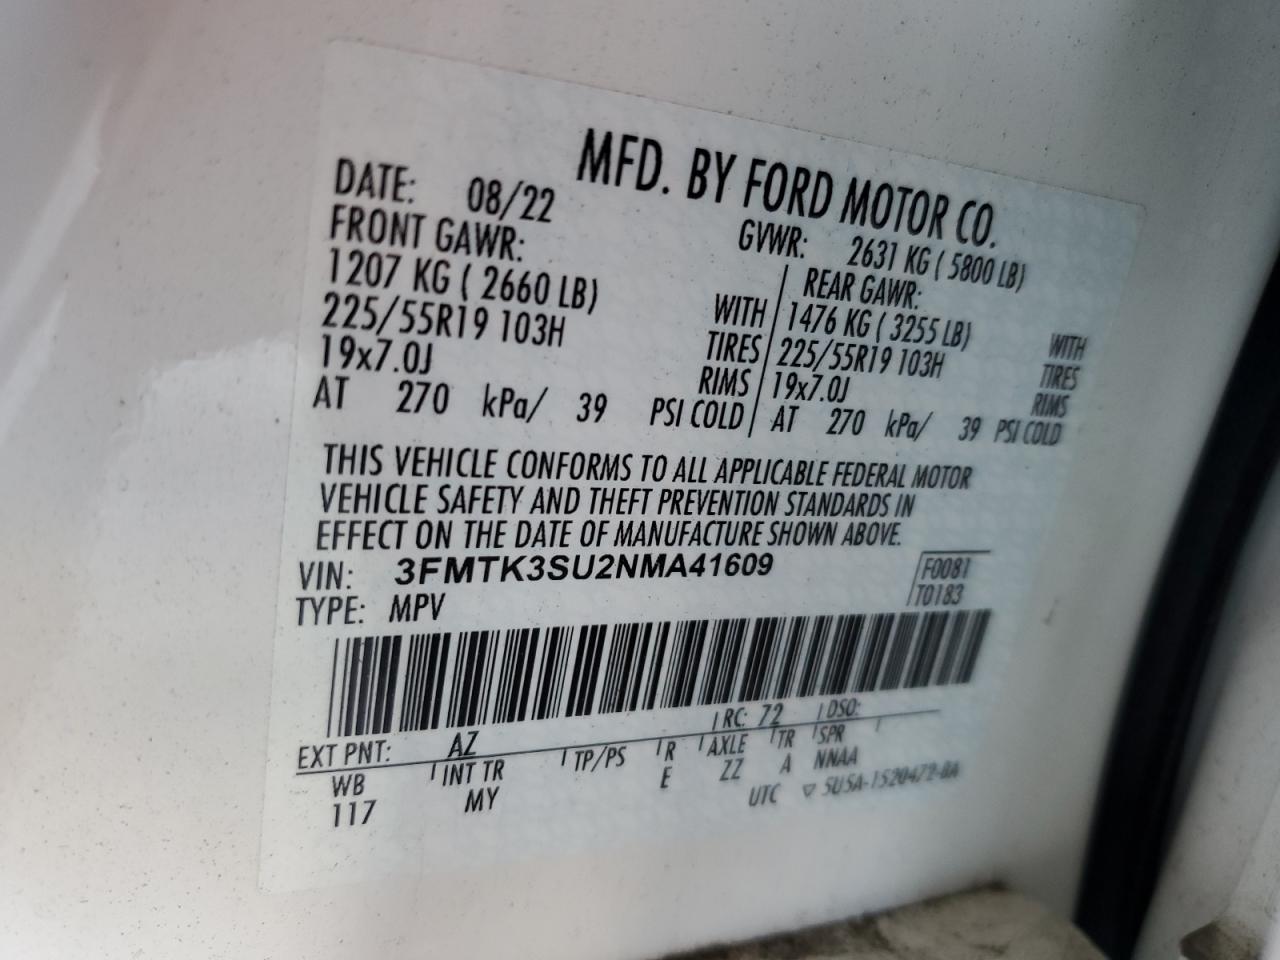 MFD. BY FORD MOTOR CO.
DATE: 08/22 GVWR: 2631 KG ( 5800 LB)
FRONT GAWR: REAR GAWR:
1207 KG ( 2660 LB) WITH 1476 KG ( 3255 LB) WITH
225/55R19 103H TIRES 225/55R19 103H TIRES
19x7.0J RIMS 19x7.0J RIMS
AT 270 kPa/ 39 PSI COLD AT 270 kPa/ 39 PSI COLD
THIS VEHICLE CONFORMS TO ALL APPLICABLE FEDERAL MOTOR
VEHICLE SAFETY AND THEFT PREVENTION STANDARDS IN
EFFECT ON THE DATE OF MANUFACTURE SHOWN ABOVE.
VIN: 3FMTK3SU2NMA41609 F0081
TYPE: MPV T0183
EXT PNT: AZ RC: 72 DSO:
WB INT TR TP/PS R AXLE TR SPR
117 MY E ZZ A NNAA
UTC ▽ 5U5A-1520472-BA